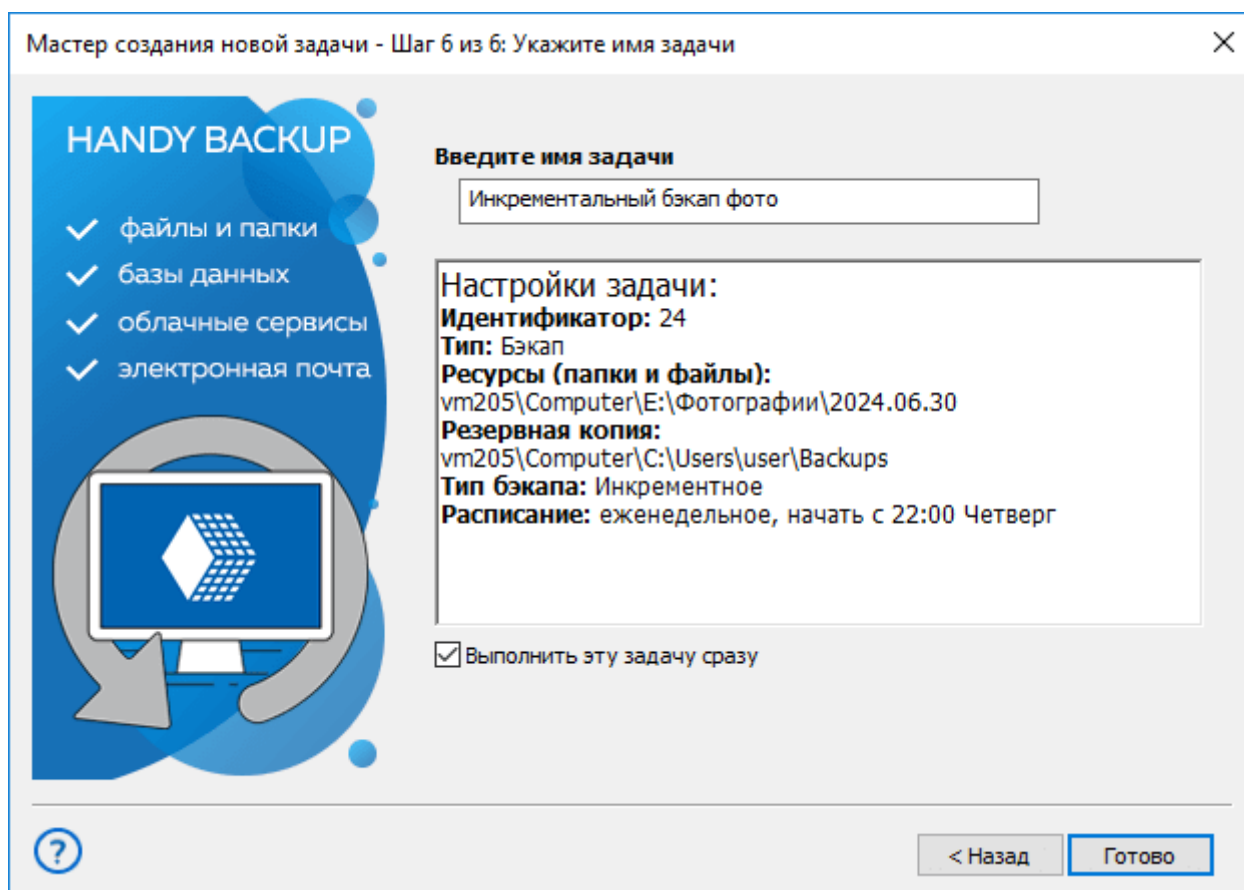 Мастер создания новой задачи - Шаг 6 из 6: Укажите имя задачи
HANDY BACKUP
файлы и папки
базы данных
облачные сервисы
электронная почта
Введите имя задачи
Инкрементальный бэкап фото
Настройки задачи:
Идентификатор: 24
Тип: Бэкап
Ресурсы (папки и файлы):
vm205\Computer\E:\Фотографии\2024.06.30
Резервная копия:
vm205\Computer\C:\Users\user\Backups
Тип бэкапа: Инкрементное
Расписание: еженедельное, начать с 22:00 Четверг
Выполнить эту задачу сразу
?
< Назад
Готово